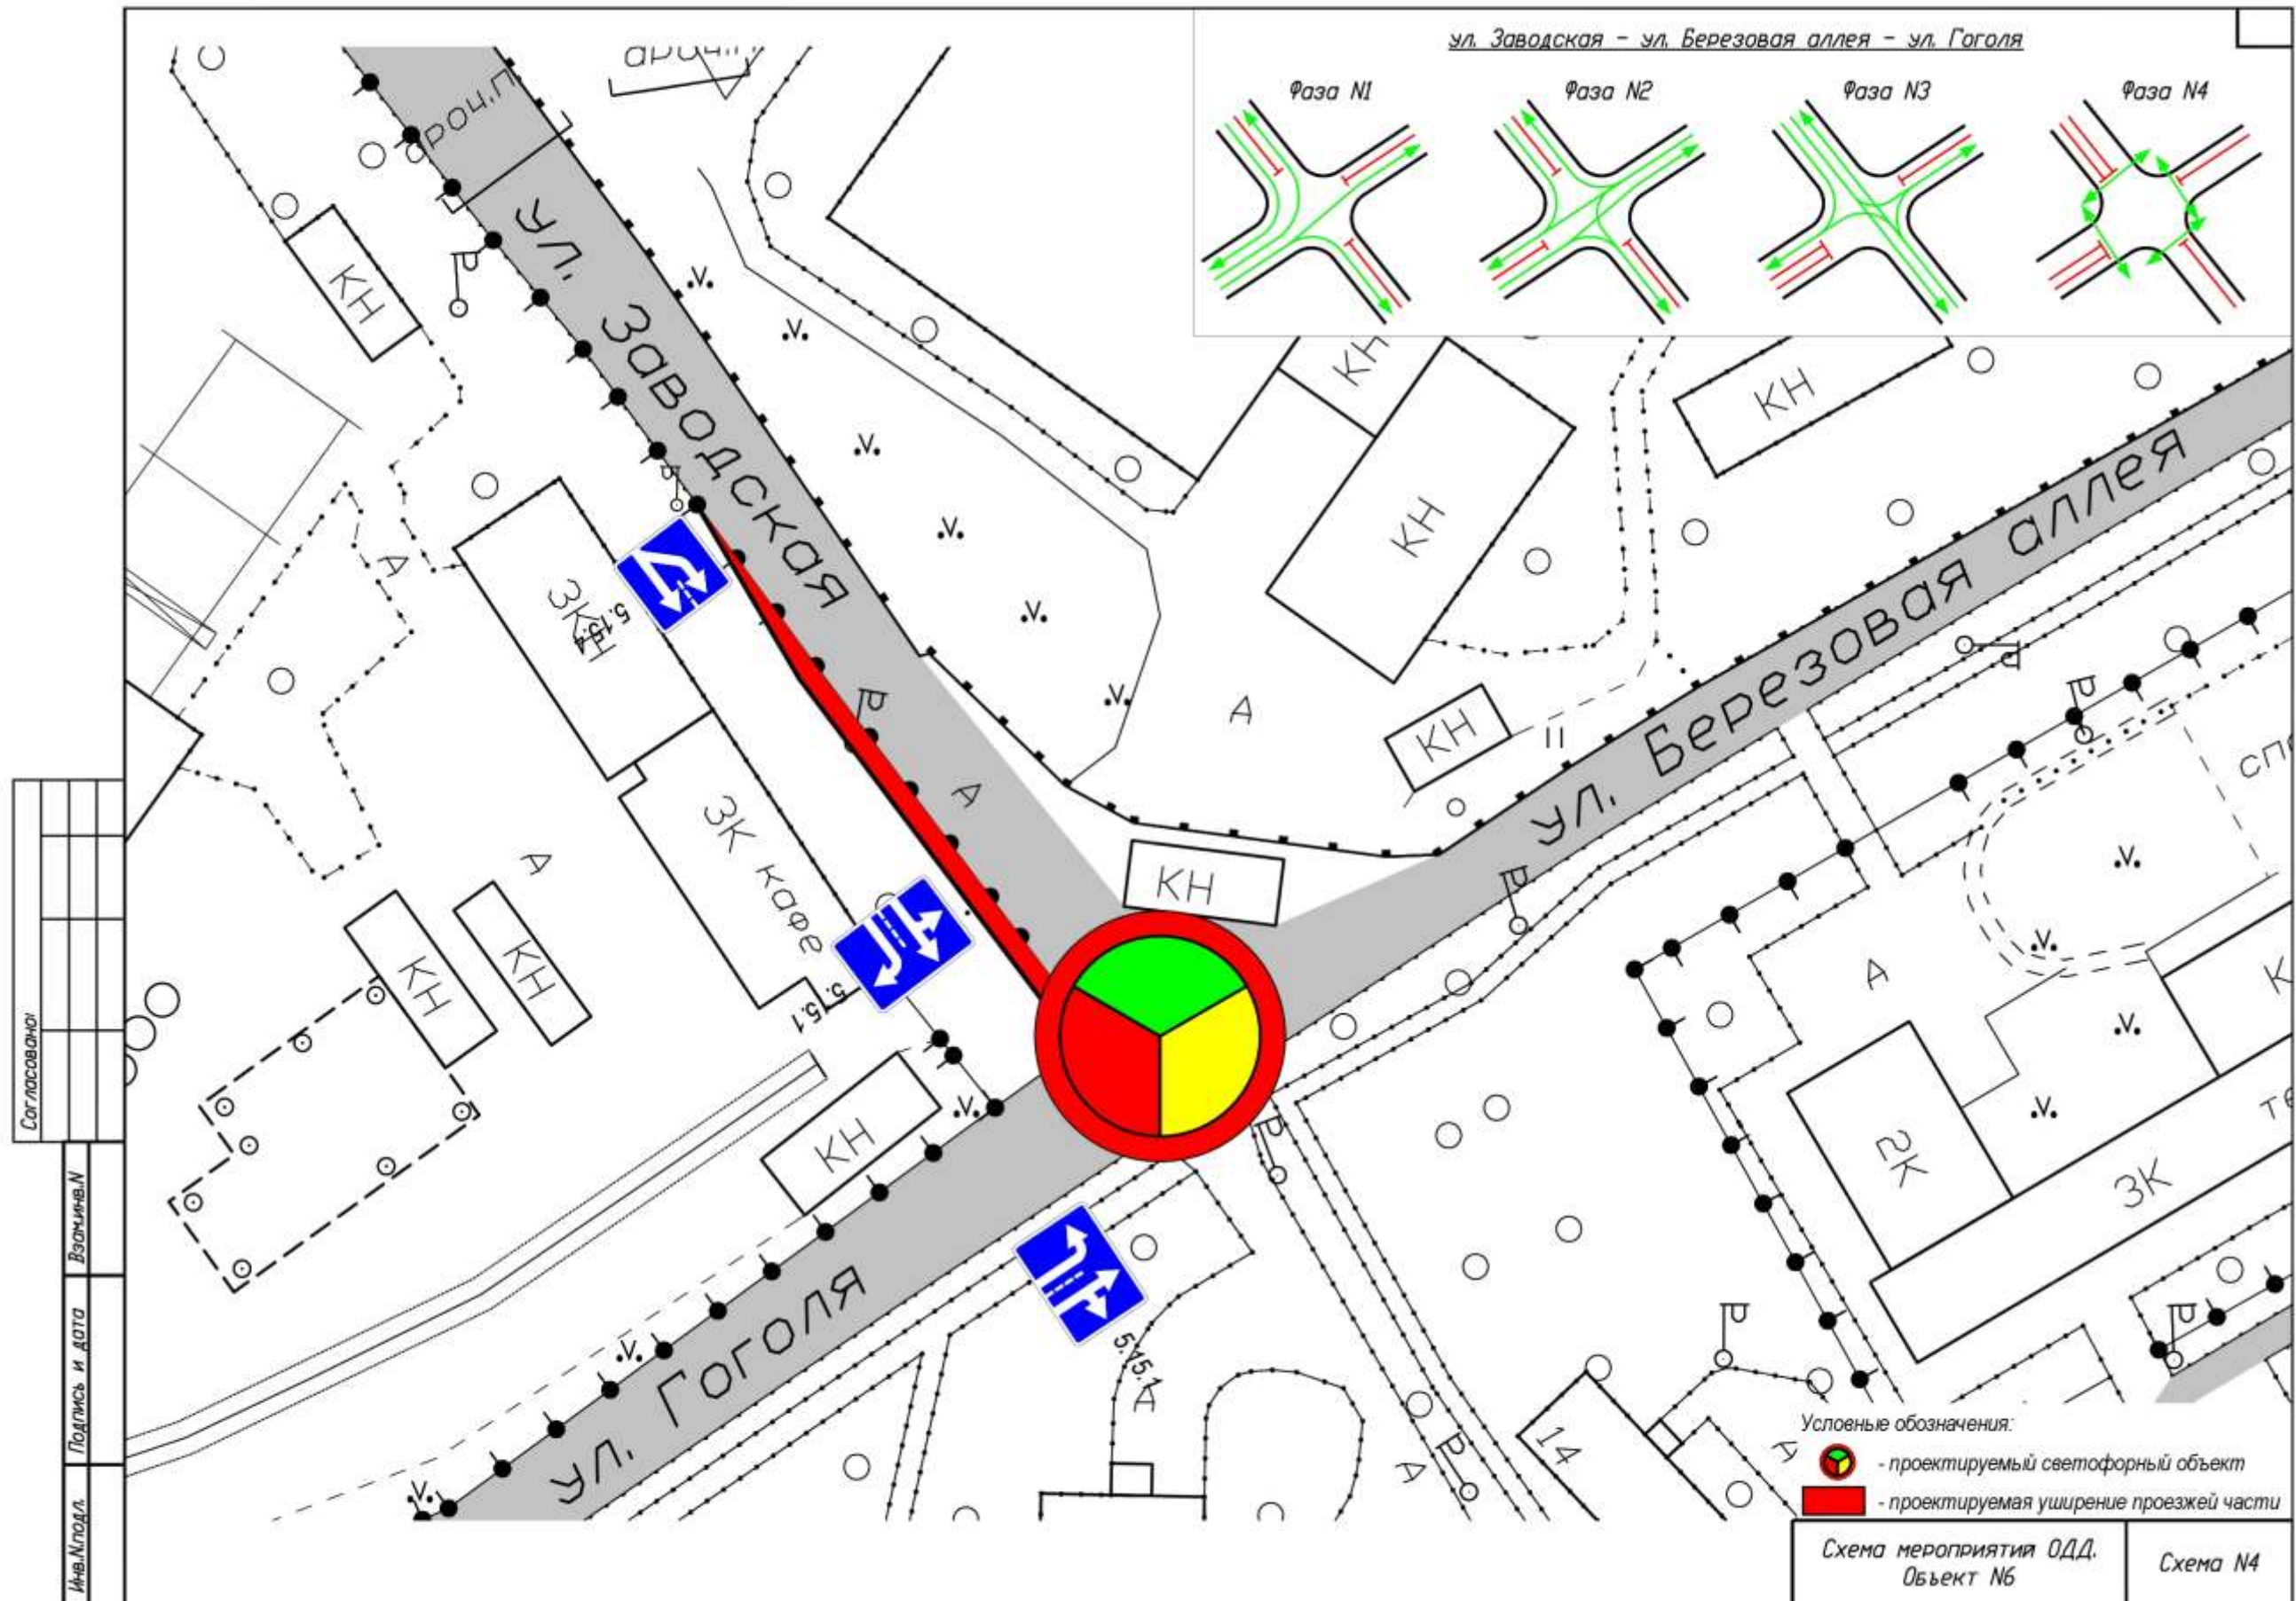 ул. Заводская - ул. Березовая аллея - ул. Гоголя
Фаза N1
Фаза N2
Фаза N3
Фаза N4
ул. Заводская
КН
КН
КН
КН
3КН
5.15.4
А
А
КН
11
ул. Березовая аллея
А
3К кафе
КН
А
КН
КН
5.15.1
КН
А
2К
3К
ул. Гоголя
5.15.1
А
А
14
А
Условные обозначения:
- проектируемый светофорный объект
- проектируемая уширение проезжей части
Схема мероприятий ОДД.
Объект N6
Схема N4
Согласовано!
Взам.инв.N
Подпись и дата
Инв.N подл.